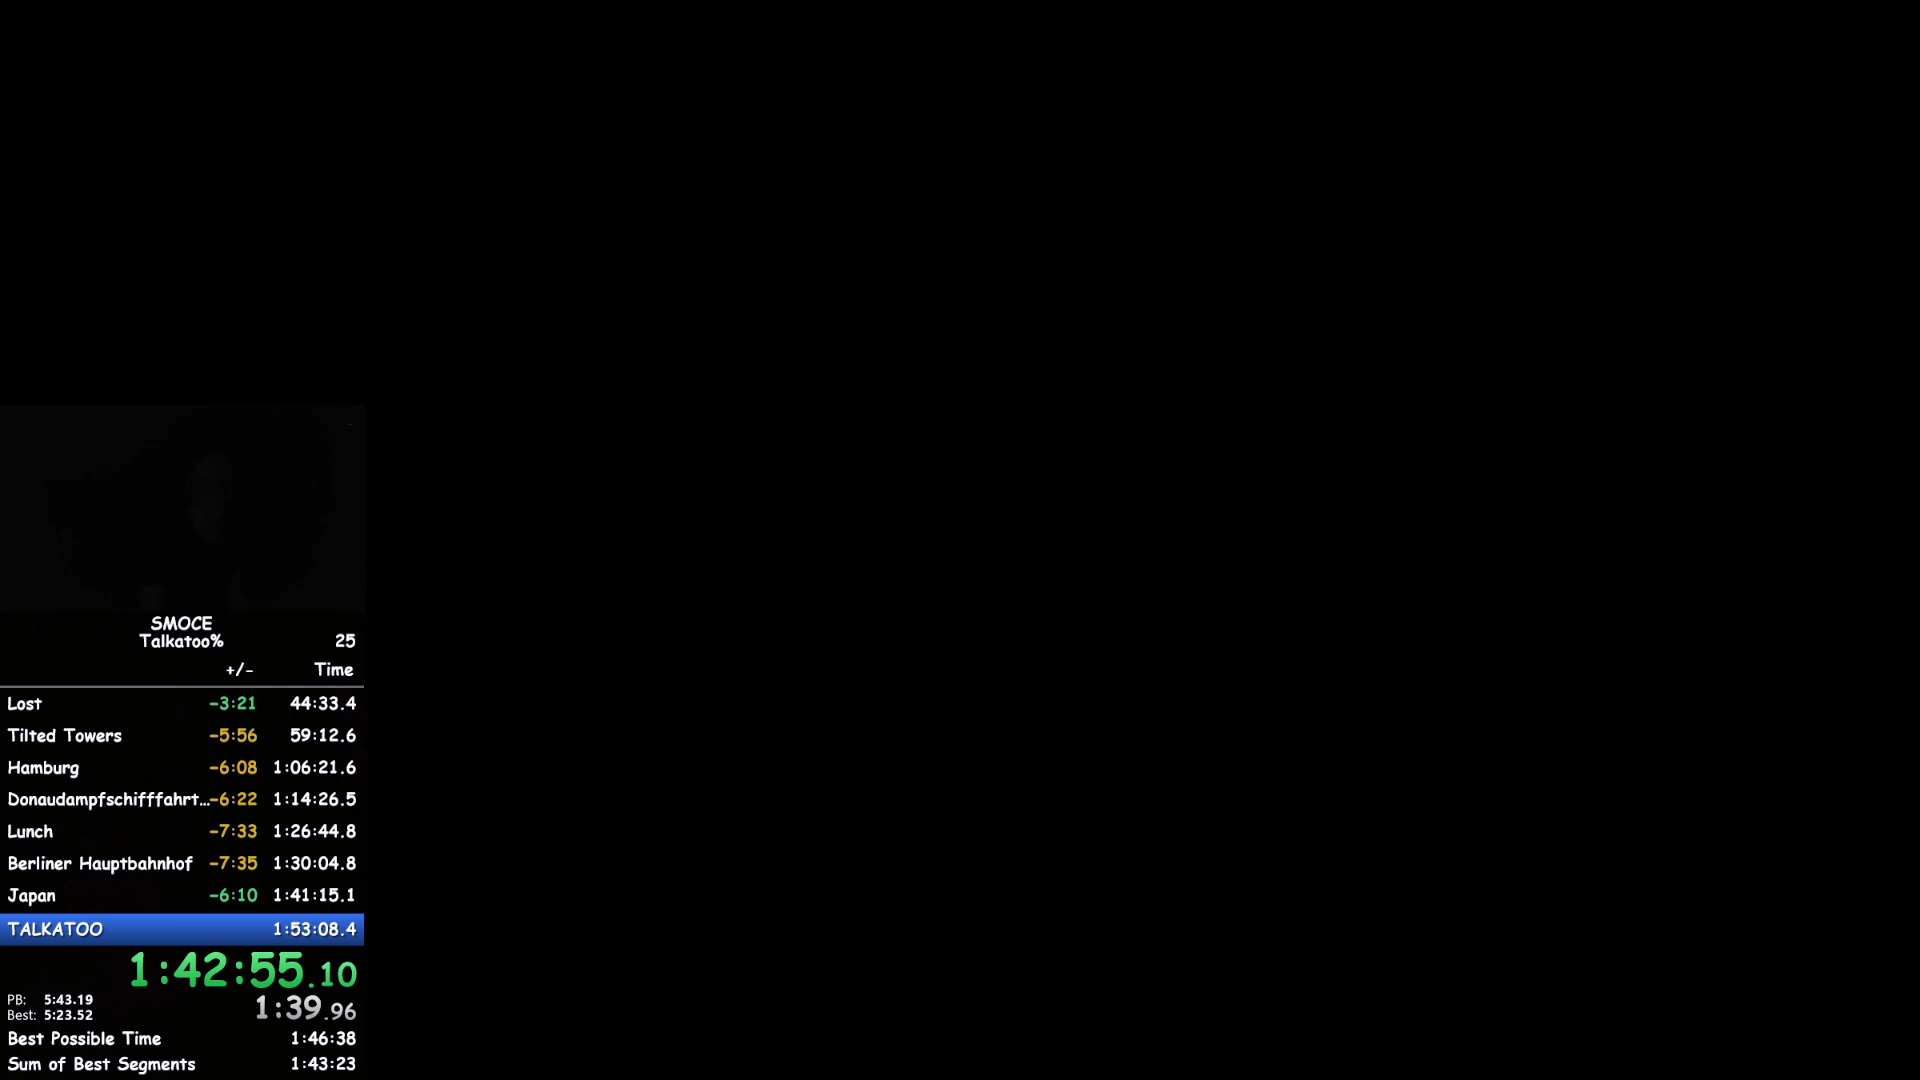 SMOCE
Talkatoo% 25
+/- Time
Lost -3:21 44:33.4
Tilted Towers -5:56 59:12.6
Hamburg -6:08 1:06:21.6
Donaudampfschifffahrt... -6:22 1:14:26.5
Lunch -7:33 1:26:44.8
Berliner Hauptbahnhof -7:35 1:30:04.8
Japan -6:10 1:41:15.1
TALKATOO 1:53:08.4
1:42:55.10
PB: 5:43.19
Best: 5:23.52
1:39.96
Best Possible Time 1:46:38
Sum of Best Segments 1:43:23